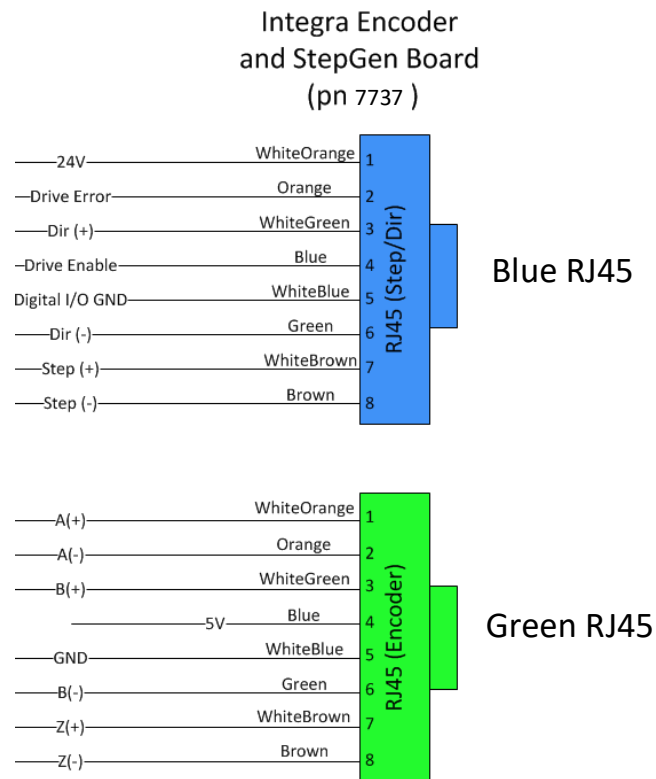 Integra Encoder
and StepGen Board
(pn 7737 )
24V WhiteOrange 1
Drive Error Orange 2
Dir (+) WhiteGreen 3
Drive Enable Blue 4
Digital I/O GND WhiteBlue 5
Dir (-) Green 6
Step (+) WhiteBrown 7
Step (-) Brown 8
RJ45 (Step/Dir)
Blue RJ45
A(+) WhiteOrange 1
A(-) Orange 2
B(+) WhiteGreen 3
5V Blue 4
GND WhiteBlue 5
B(-) Green 6
Z(+) WhiteBrown 7
Z(-) Brown 8
RJ45 (Encoder)
Green RJ45